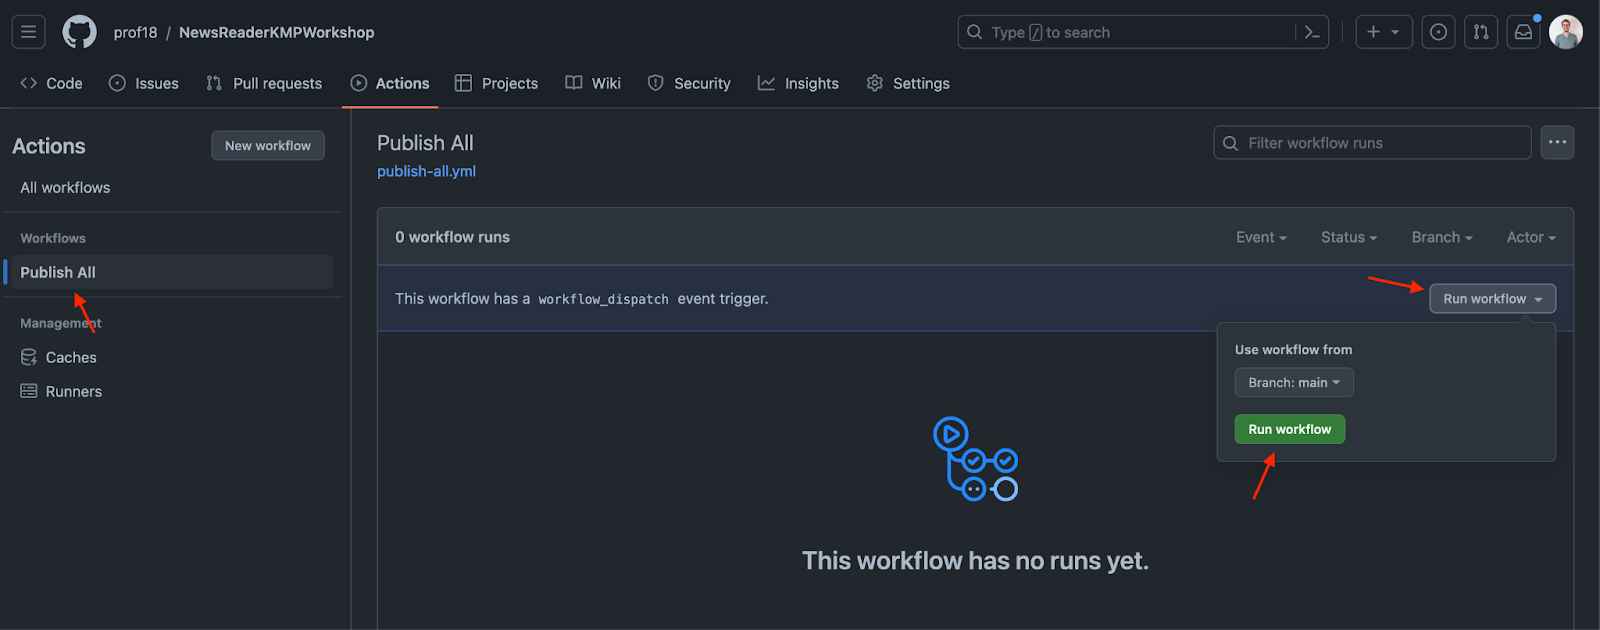 prof18 / NewsReaderKMPWorkshop
Type / to search
Code Issues Pull requests Actions Projects Wiki Security Insights Settings
Actions
New workflow
All workflows
Workflows
Publish All
Management
Caches
Runners
Publish All
publish-all.yml
Filter workflow runs
0 workflow runs
Event Status Branch Actor
This workflow has a workflow_dispatch event trigger.
Run workflow
Use workflow from
Branch: main
Run workflow
This workflow has no runs yet.